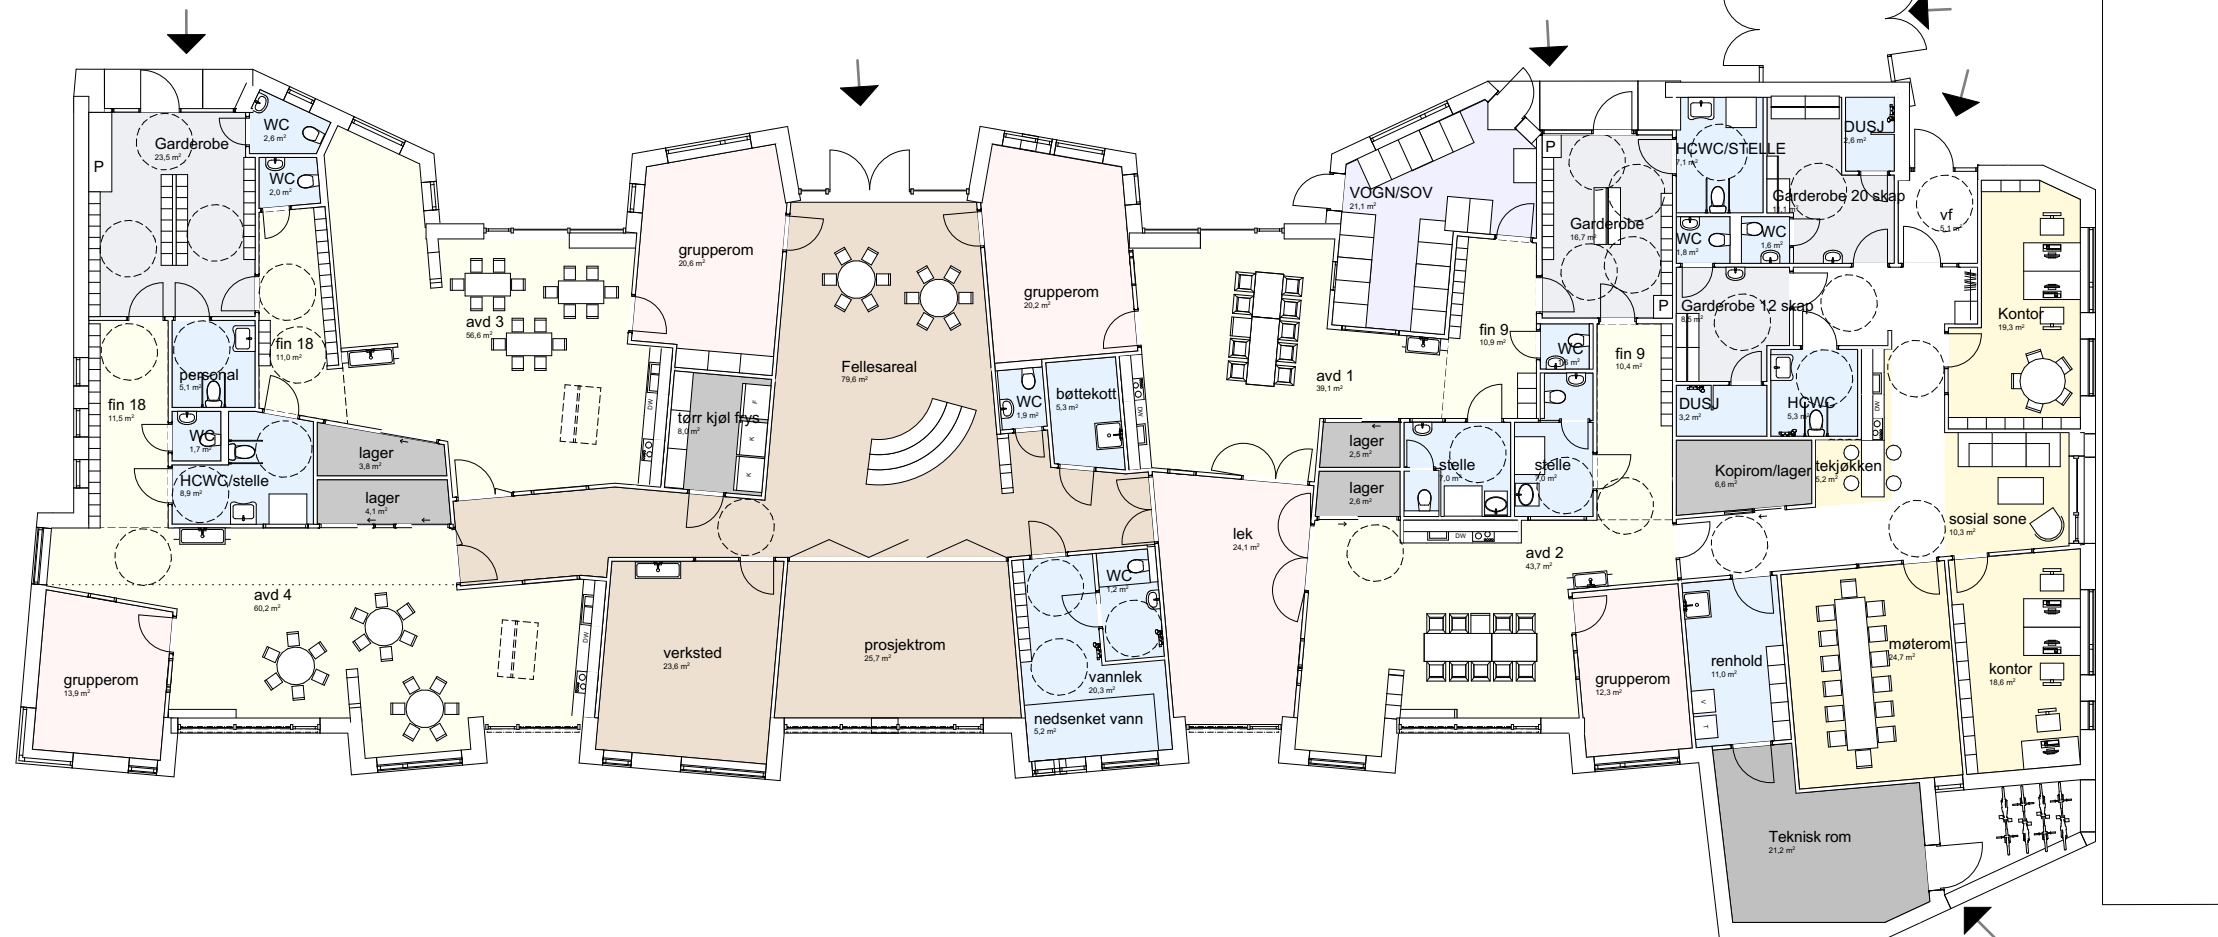 Garderobe
23,5 m²
P
WC
2,6 m²
WC
2,0 m²
fin 18
11,0 m²
personal
5,1 m²
fin 18
11,5 m²
WC
1,7 m²
HCWC/stelle
8,9 m²
lager
3,8 m²
lager
4,1 m²
avd 3
56,6 m²
DW
grupperom
20,6 m²
tørr kjøl frys
8,0 m²
F
K
K
Fellesareal
79,6 m²
grupperom
20,2 m²
WC
1,9 m²
bøttekott
5,3 m²
DW
avd 1
39,1 m²
VOGN/SOV
21,1 m²
fin 9
10,9 m²
P
Garderobe
16,7 m²
P
WC
fin 9
10,4 m²
lager
2,5 m²
lager
2,6 m²
stelle
7,0 m²
stelle
7,0 m²
HCWC/STELLE
7,1 m²
WC
1,8 m²
WC
1,6 m²
DUSJ
2,6 m²
Garderobe 20 skap
vf
5,1 m²
Garderobe 12 skap
DUSJ
3,2 m²
HCWC
5,3 m²
DW
Kontor
19,3 m²
Kopirom/lager
6,6 m²
tekjøkken
5,2 m²
sosial sone
10,3 m²
avd 4
60,2 m²
DW
grupperom
13,9 m²
verksted
23,6 m²
prosjektrom
25,7 m²
WC
1,2 m²
vannlek
20,3 m²
nedsenket vann
5,2 m²
lek
24,1 m²
DW
avd 2
43,7 m²
grupperom
12,3 m²
renhold
11,0 m²
V
T
møterom
24,7 m²
kontor
18,6 m²
Teknisk rom
21,2 m²